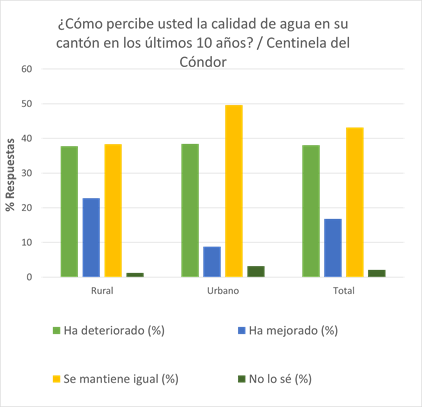 ¿Cómo percibe usted la calidad de agua en su
cantón en los últimos 10 años? / Centinela del
Cóndor
% Respuestas
60
50
40
30
20
10
0
Rural
Urbano
Total
Ha deteriorado (%)
Ha mejorado (%)
Se mantiene igual (%)
No lo sé (%)